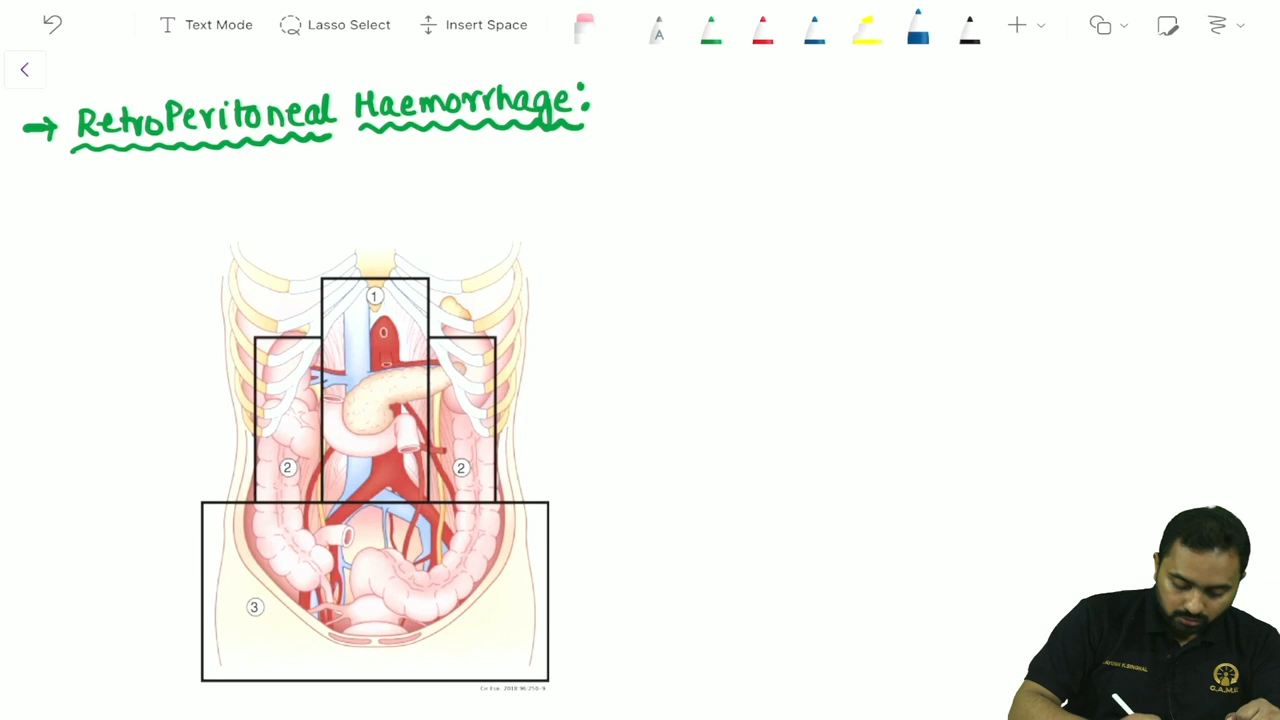 Text Mode
Lasso Select
Insert Space
A
→ RetroPeritoneal Haemorrhage:
1
2
2
3